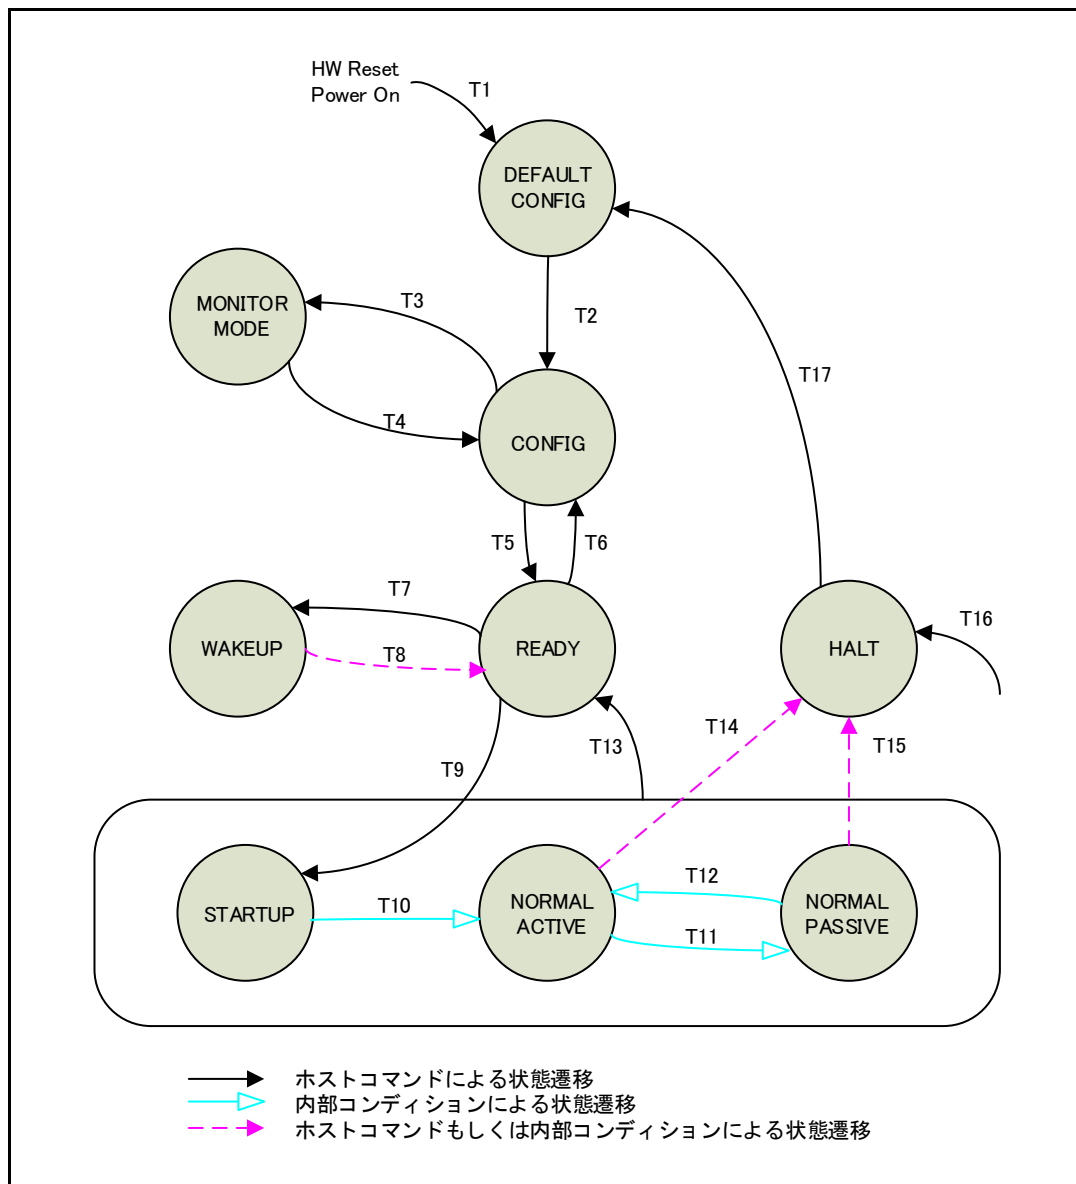 HW Reset
Power On
T1
DEFAULT
CONFIG
MONITOR
MODE
T3
T2
T17
T4
CONFIG
T5
T6
T7
T16
WAKEUP
T8
READY
HALT
T14
T13
T15
T9
T12
STARTUP
T10
NORMAL
ACTIVE
T11
NORMAL
PASSIVE
ホストコマンドによる状態遷移
内部コンディションによる状態遷移
ホストコマンドもしくは内部コンディションによる状態遷移